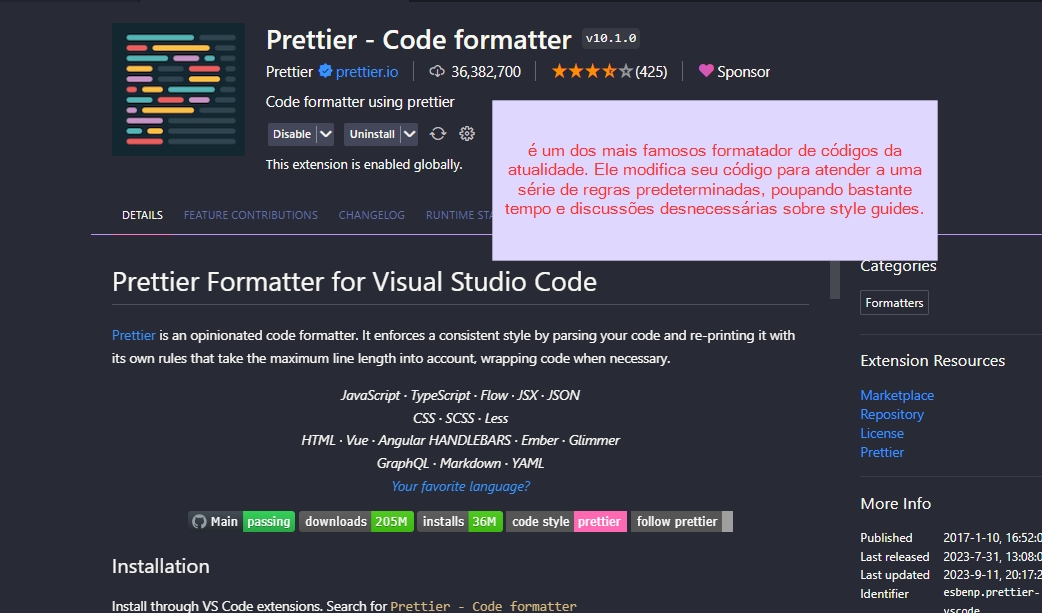 Prettier - Code formatter v10.1.0
Prettier prettier.io 36,382,700 (425) Sponsor
Code formatter using prettier
Disable Uninstall
This extension is enabled globally.
é um dos mais famosos formatador de códigos da
atualidade. Ele modifica seu código para atender a uma
série de regras predeterminadas, poupando bastante
tempo e discussões desnecessárias sobre style guides.
DETAILS FEATURE CONTRIBUTIONS CHANGELOG RUNTIME STA
Prettier Formatter for Visual Studio Code
Prettier is an opinionated code formatter. It enforces a consistent style by parsing your code and re-printing it with
its own rules that take the maximum line length into account, wrapping code when necessary.
JavaScript · TypeScript · Flow · JSX · JSON
CSS · SCSS · Less
HTML · Vue · Angular HANDLEBARS · Ember · Glimmer
GraphQL · Markdown · YAML
Your favorite language?
Main passing downloads 205M installs 36M code style prettier follow prettier
Installation
Install through VS Code extensions. Search for Prettier - Code formatter
Categories
Formatters
Extension Resources
Marketplace
Repository
License
Prettier
More Info
Published 2017-1-10, 16:52:0
Last released 2023-7-31, 13:08:0
Last updated 2023-9-11, 20:17:2
Identifier esbenp.prettier-
vscode